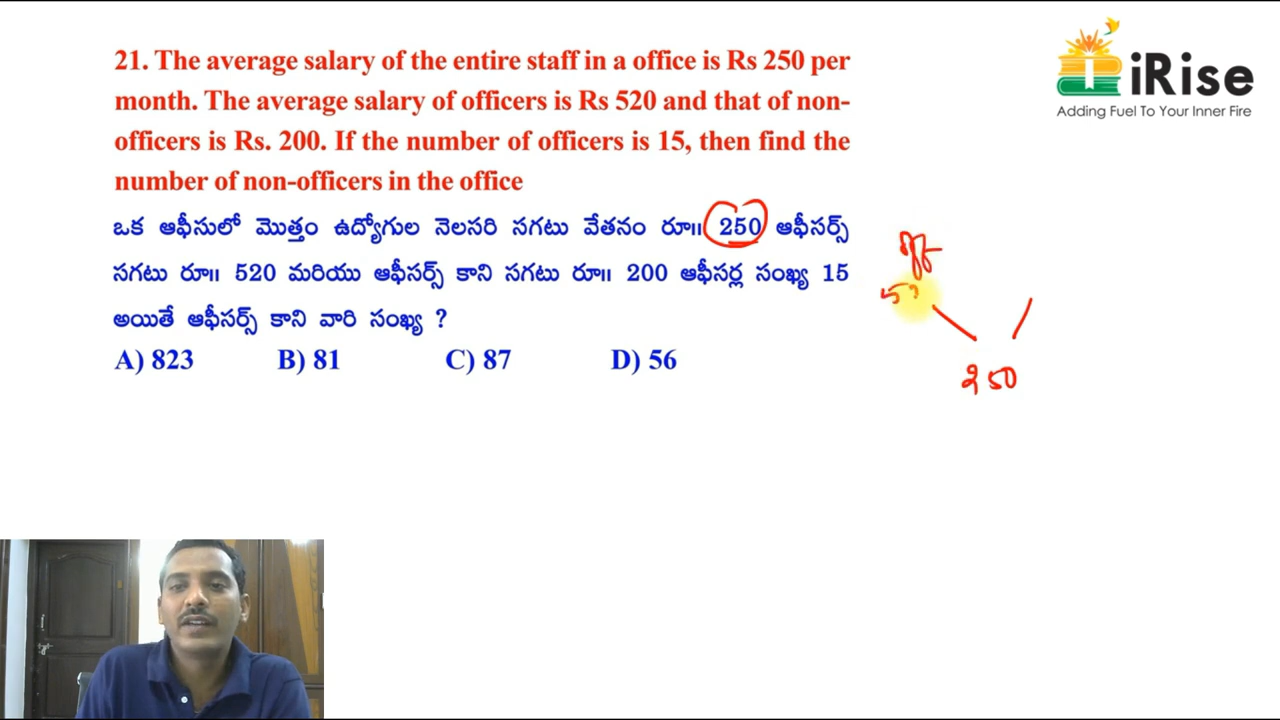 21. The average salary of the entire staff in a office is Rs 250 per
month. The average salary of officers is Rs 520 and that of non-
officers is Rs. 200. If the number of officers is 15, then find the
number of non-officers in the office
ఒక ఆఫీసులో మొత్తం ఉద్యోగుల నెలసరి సగటు వేతనం రూ॥ 250 ఆఫీసర్స్
సగటు రూ॥ 520 మరియు ఆఫీసర్స్ కాని సగటు రూ॥ 200 ఆఫీసర్ల సంఖ్య 15
అయితే ఆఫీసర్స్ కాని వారి సంఖ్య ?
A) 823 B) 81 C) 87 D) 56
iRise
Adding Fuel To Your Inner Fire
off
250